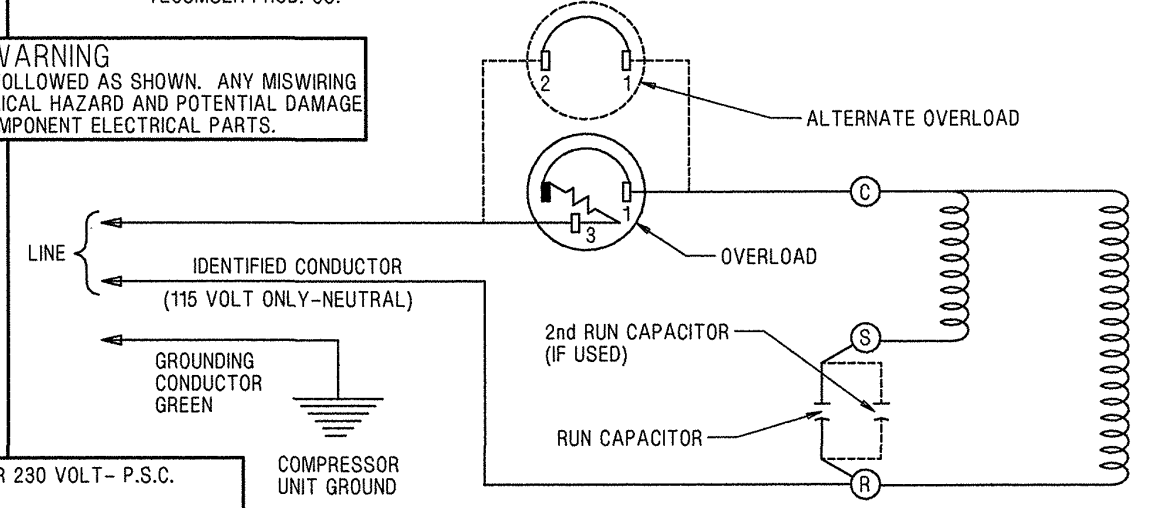 WARNING
FOLLOWED AS SHOWN. ANY MISWIRING
ICAL HAZARD AND POTENTIAL DAMAGE
MPONENT ELECTRICAL PARTS.
2
1
ALTERNATE OVERLOAD
C
1
3
OVERLOAD
LINE
IDENTIFIED CONDUCTOR
(115 VOLT ONLY-NEUTRAL)
2nd RUN CAPACITOR
(IF USED)
S
GROUNDING
CONDUCTOR
GREEN
RUN CAPACITOR
COMPRESSOR
UNIT GROUND
R
R 230 VOLT- P.S.C.